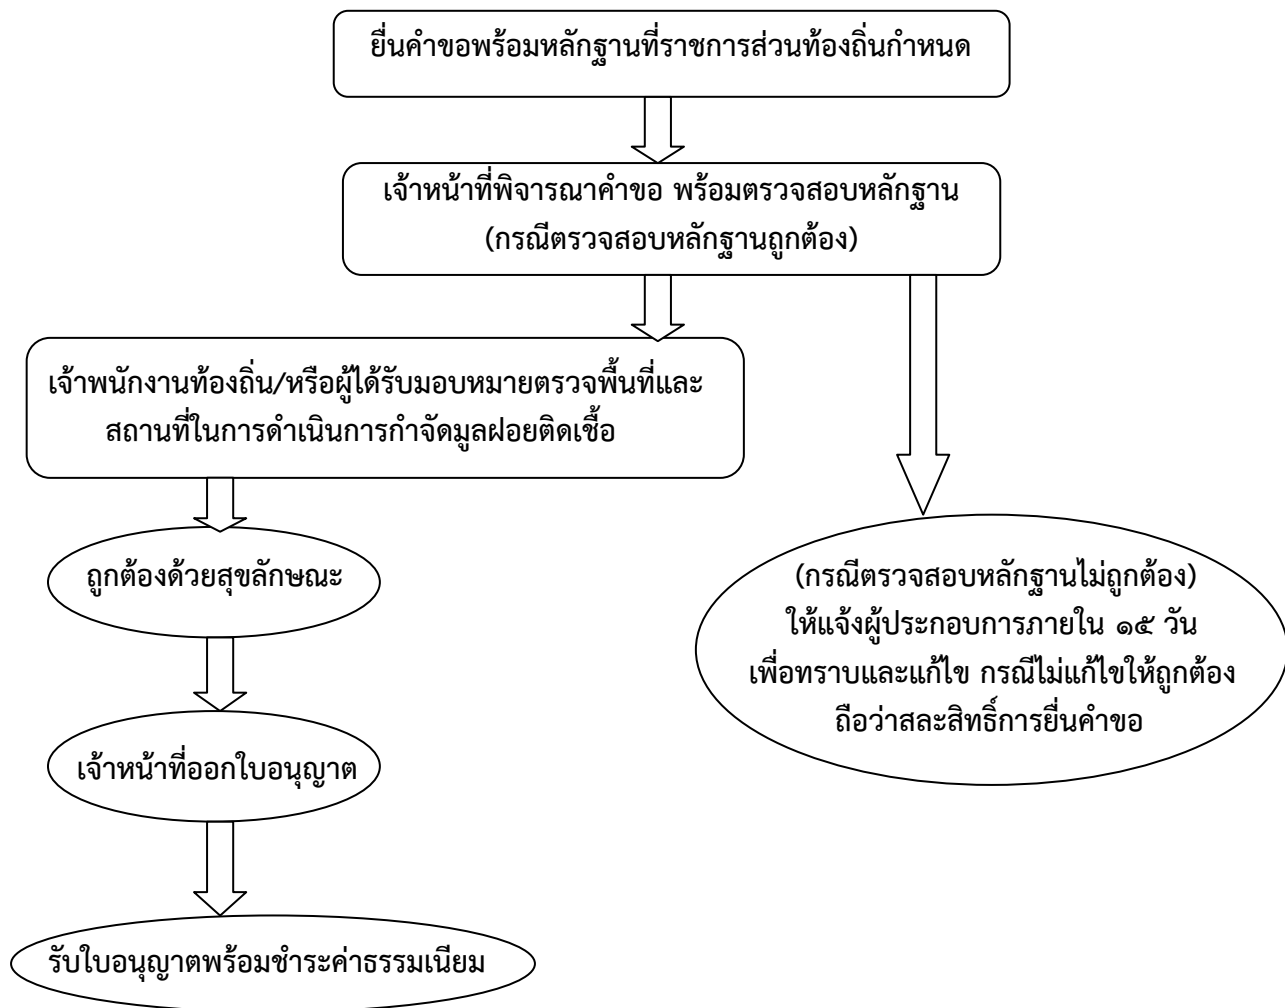 ยื่นคำขอพร้อมหลักฐานที่ราชการส่วนท้องถิ่นกำหนด
เจ้าหน้าที่พิจารณาคำขอ พร้อมตรวจสอบหลักฐาน
(กรณีตรวจสอบหลักฐานถูกต้อง)
เจ้าพนักงานท้องถิ่น/หรือผู้ได้รับมอบหมายตรวจพื้นที่และ
สถานที่ในการดำเนินการกำจัดมูลฝอยติดเชื้อ
ถูกต้องด้วยสุขลักษณะ
เจ้าหน้าที่ออกใบอนุญาต
รับใบอนุญาตพร้อมชำระค่าธรรมเนียม
(กรณีตรวจสอบหลักฐานไม่ถูกต้อง)
ให้แจ้งผู้ประกอบการภายใน ๑๕ วัน
เพื่อทราบและแก้ไข กรณีไม่แก้ไขให้ถูกต้อง
ถือว่าสละสิทธิ์การยื่นคำขอ